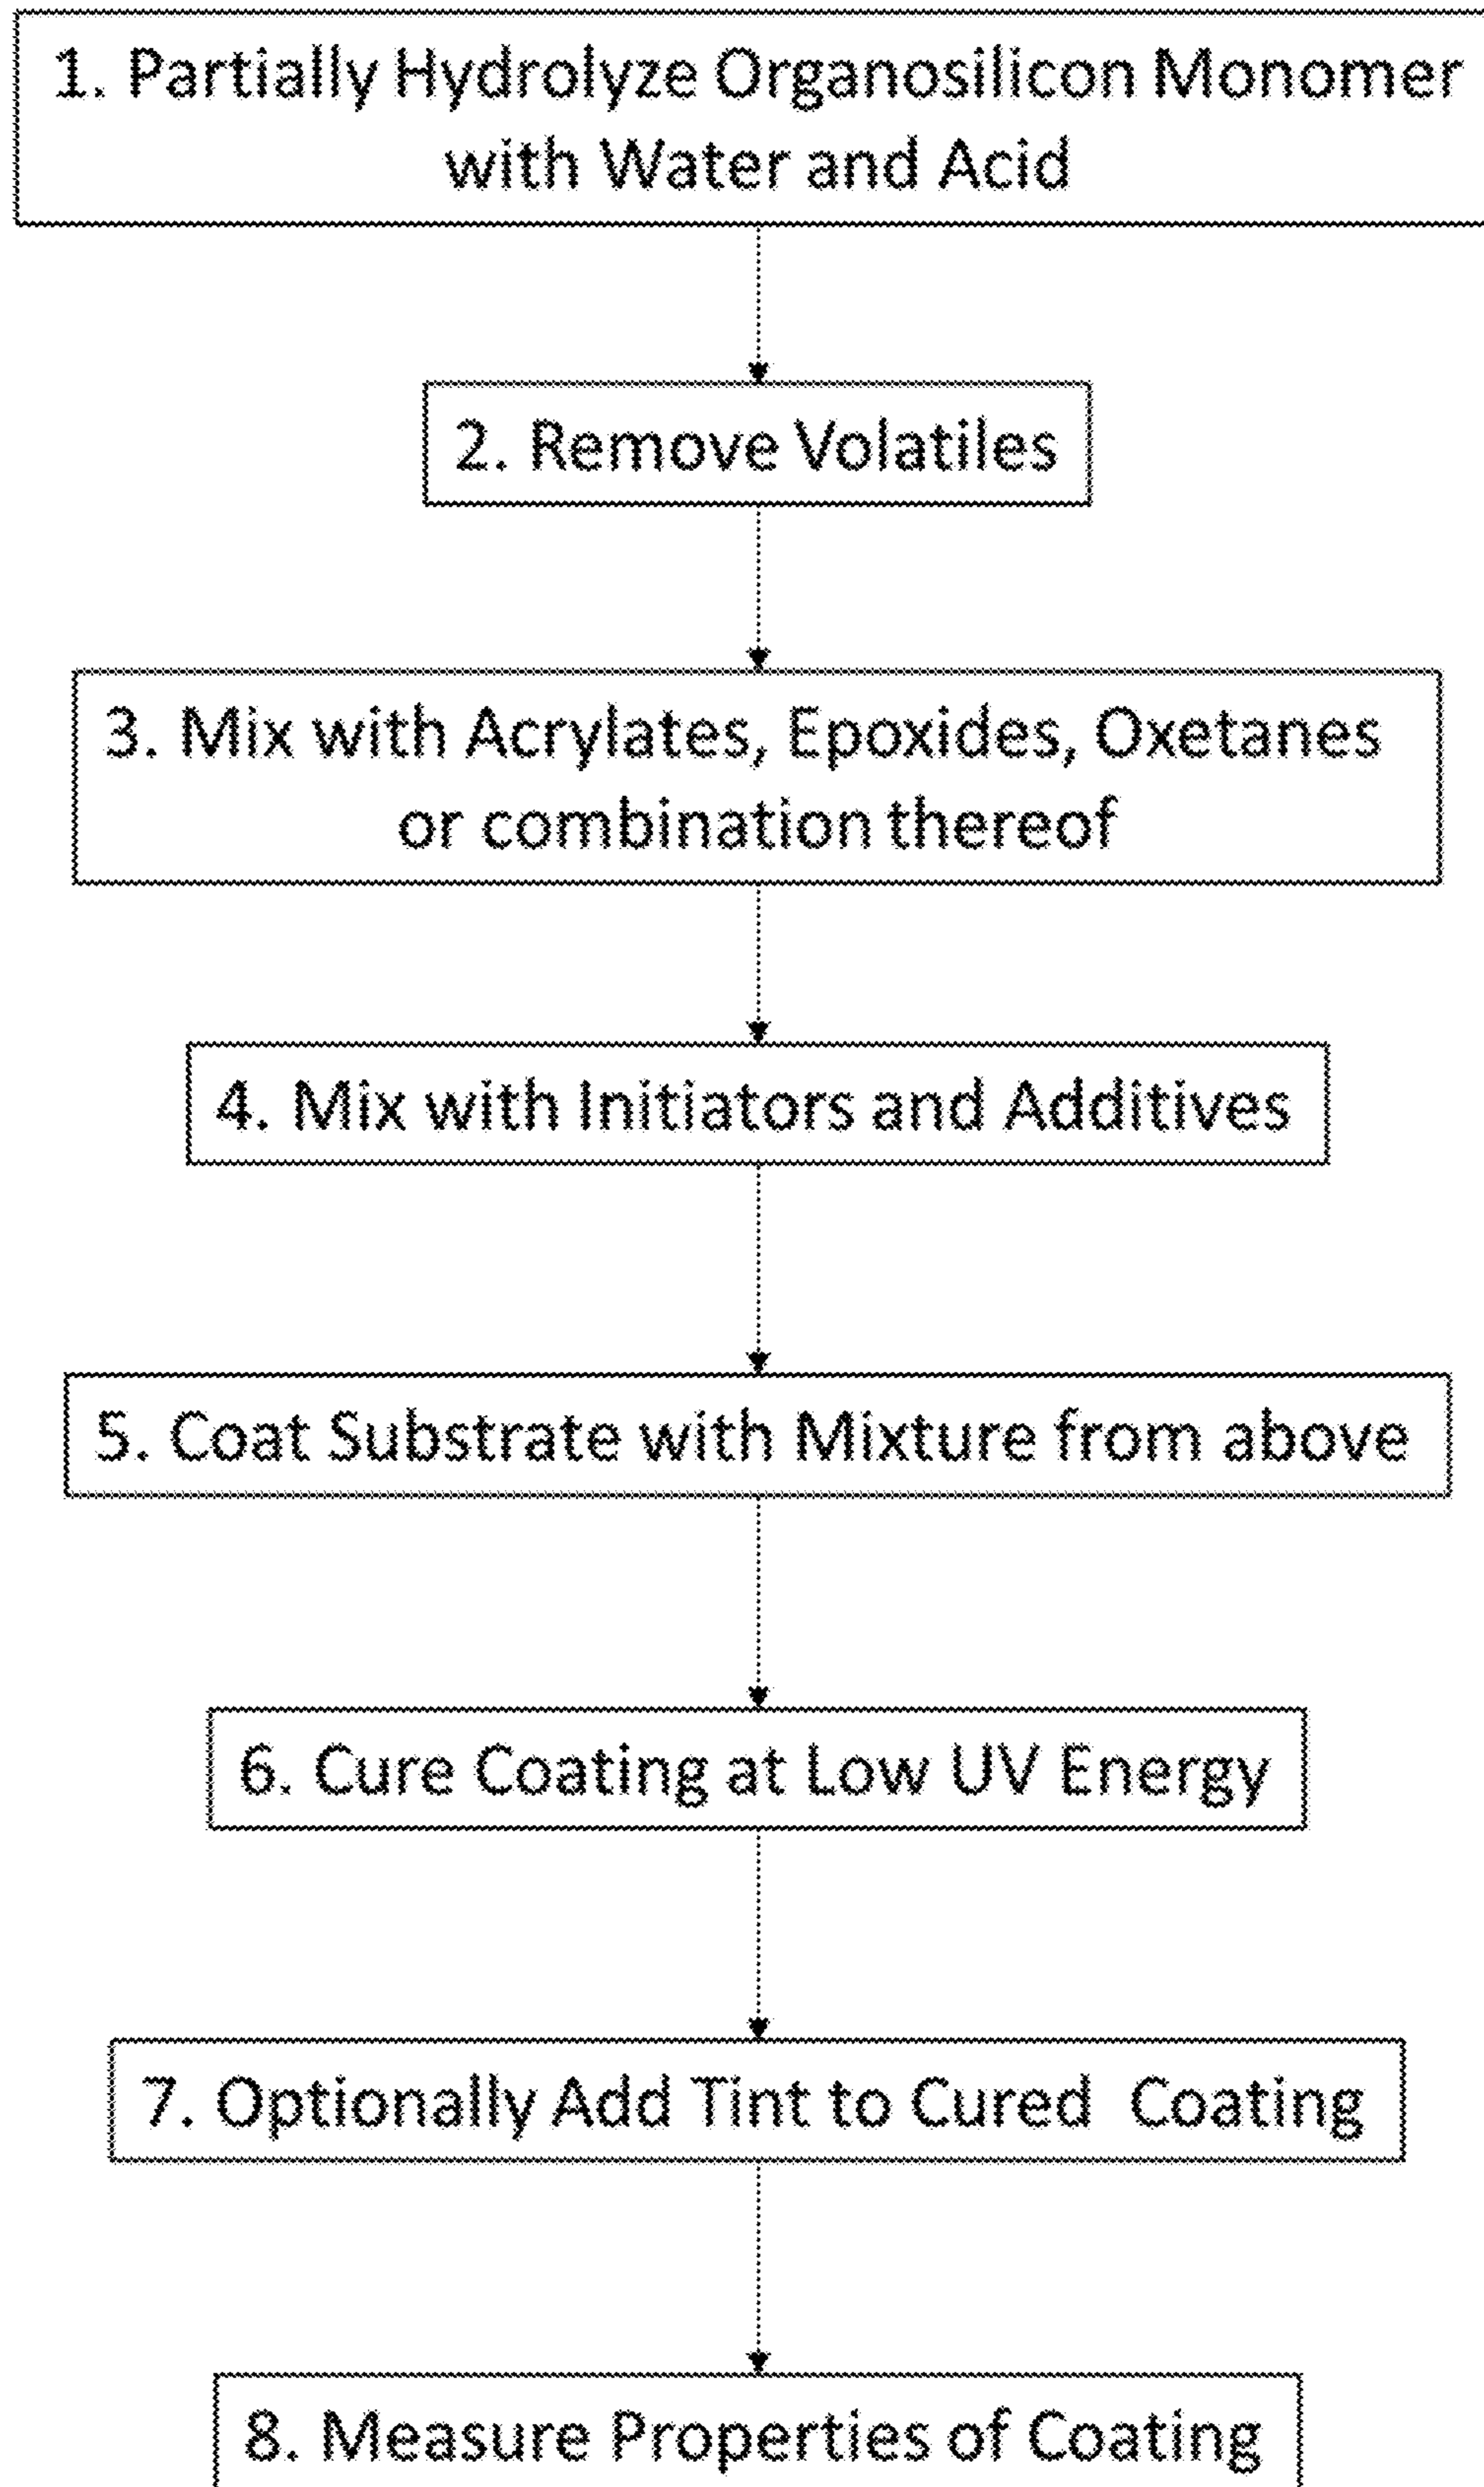 1. Partially Hydrolyze Organosilicon Monomer
with Water and Acid
2. Remove Volatiles
3. Mix with Acrylates, Epoxides, Oxetanes
or combination thereof
4. Mix with Initiators and Additives
5. Coat Substrate with Mixture from above
6. Cure Coating at Low UV Energy
7. Optionally Add Tint to Cured  Coating
8. Measure Properties of Coating